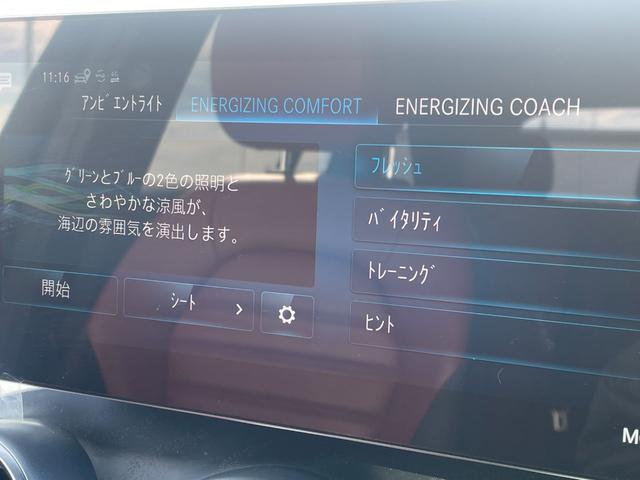 11:16
ｱﾝﾋﾞｴﾝﾄﾗｲﾄ ENERGIZING COMFORT ENERGIZING COACH
ｸﾞﾘｰﾝとﾌﾞﾙｰの2色の照明と
さわやかな涼風が、
海辺の雰囲気を演出します。
開始 ｼｰﾄ
ﾌﾚｯｼｭ
ﾊﾞｲﾀﾘﾃｨ
ﾄﾚｰﾆﾝｸﾞ
ﾋﾝﾄ